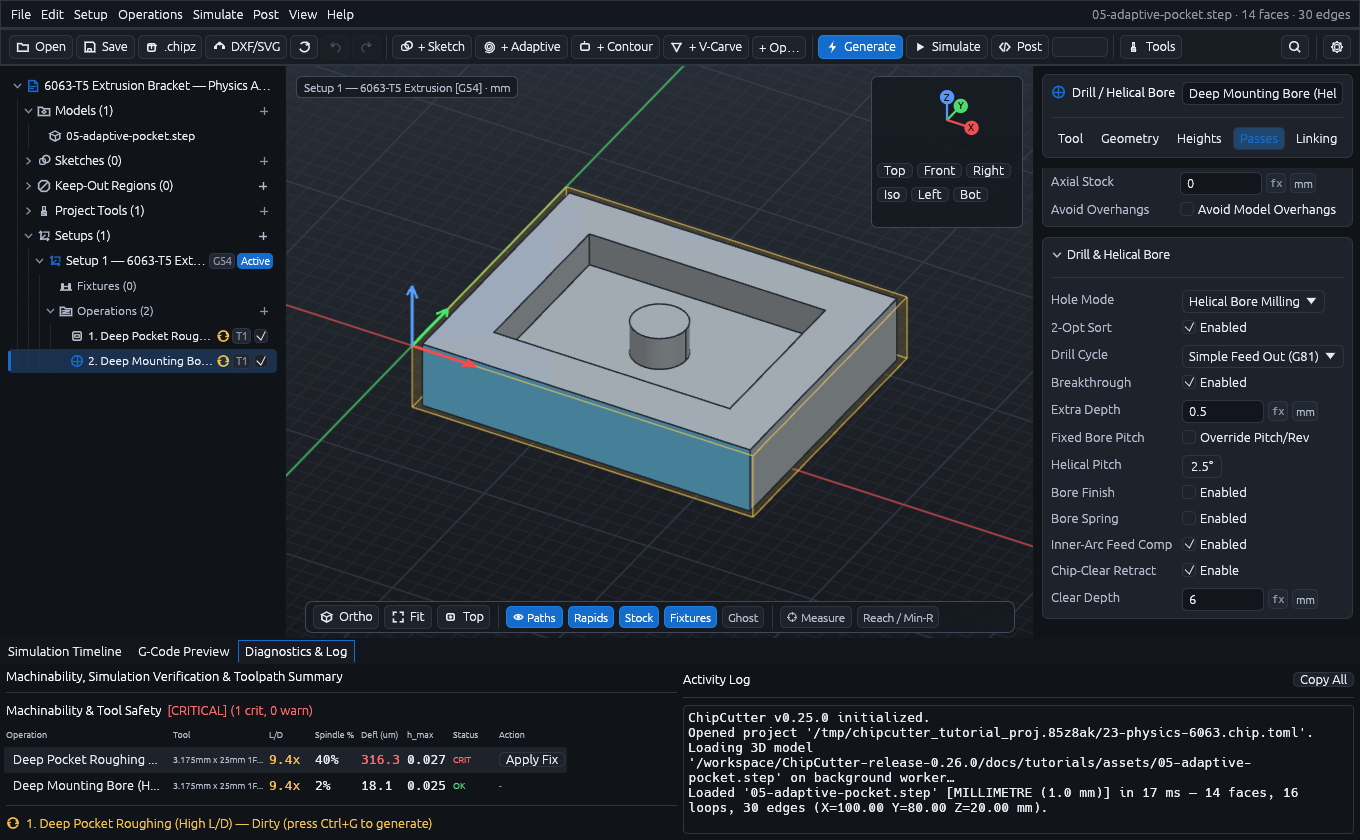 File Edit Setup Operations Simulate Post View Help
05-adaptive-pocket.step · 14 faces · 30 edges
Open Save .chipz DXF/SVG + Sketch + Adaptive + Contour + V-Carve + Op... Generate Simulate Post Tools
6063-T5 Extrusion Bracket — Physics A...
Models (1) +
05-adaptive-pocket.step
Sketches (0) +
Keep-Out Regions (0) +
Project Tools (1) +
Setups (1) +
Setup 1 — 6063-T5 Ext... G54 Active
Fixtures (0)
Operations (2) +
1. Deep Pocket Roug... T1
2. Deep Mounting Bo... T1
Setup 1 — 6063-T5 Extrusion [G54] · mm
Z
Y
X
Top Front Right
Iso Left Bot
Ortho Fit Top Paths Rapids Stock Fixtures Ghost Measure Reach / Min-R
Drill / Helical Bore Deep Mounting Bore (Hel
Tool Geometry Heights Passes Linking
Axial Stock 0 fx mm
Avoid Overhangs Avoid Model Overhangs
Drill & Helical Bore
Hole Mode Helical Bore Milling
2-Opt Sort Enabled
Drill Cycle Simple Feed Out (G81)
Breakthrough Enabled
Extra Depth 0.5 fx mm
Fixed Bore Pitch Override Pitch/Rev
Helical Pitch 2.5°
Bore Finish Enabled
Bore Spring Enabled
Inner-Arc Feed Comp Enabled
Chip-Clear Retract Enable
Clear Depth 6 fx mm
Simulation Timeline G-Code Preview Diagnostics & Log
Machinability, Simulation Verification & Toolpath Summary
Machinability & Tool Safety [CRITICAL] (1 crit, 0 warn)
Operation Tool L/D Spindle % Defl (um) h_max Status Action
Deep Pocket Roughing ... 3.175mm x 25mm 1F... 9.4x 40% 316.3 0.027 CRIT Apply Fix
Deep Mounting Bore (H... 3.175mm x 25mm 1F... 9.4x 2% 18.1 0.025 OK -
1. Deep Pocket Roughing (High L/D) — Dirty (press Ctrl+G to generate)
Activity Log Copy All
ChipCutter v0.25.0 initialized.
Opened project '/tmp/chipcutter_tutorial_proj.85z8ak/23-physics-6063.chip.toml'.
Loading 3D model
'/workspace/ChipCutter-release-0.26.0/docs/tutorials/assets/05-adaptive-
pocket.step' on background worker…
Loaded '05-adaptive-pocket.step' [MILLIMETRE (1.0 mm)] in 17 ms — 14 faces, 16
loops, 30 edges (X=100.00 Y=80.00 Z=20.00 mm).